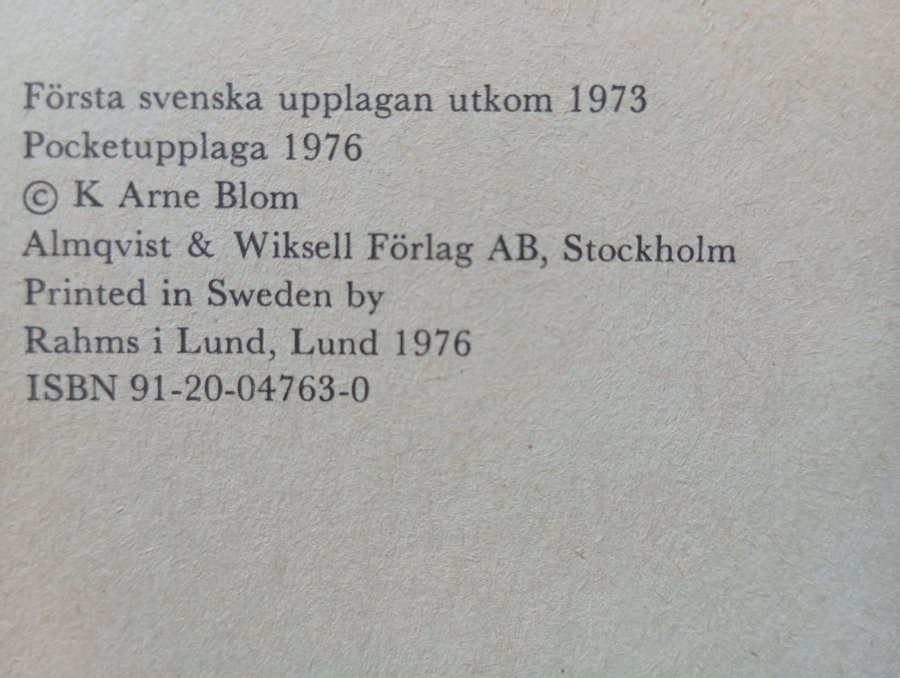 Första svenska upplagan utkom 1973
Pocketupplaga 1976
© K Arne Blom
Almqvist & Wiksell Förlag AB, Stockholm
Printed in Sweden by
Rahms i Lund, Lund 1976
ISBN 91-20-04763-0